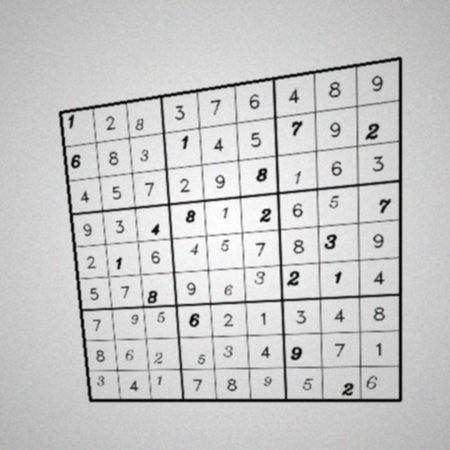 1 2 8 3 7 6 4 8 9
6 8 3 1 4 5 7 9 2
4 5 7 2 9 8 1 6 3
9 3 4 8 1 2 6 5 7
2 1 6 4 5 7 8 3 9
5 7 8 9 6 3 2 1 4
7 9 5 6 2 1 3 4 8
8 6 2 5 3 4 9 7 1
3 4 1 7 8 9 5 2 6